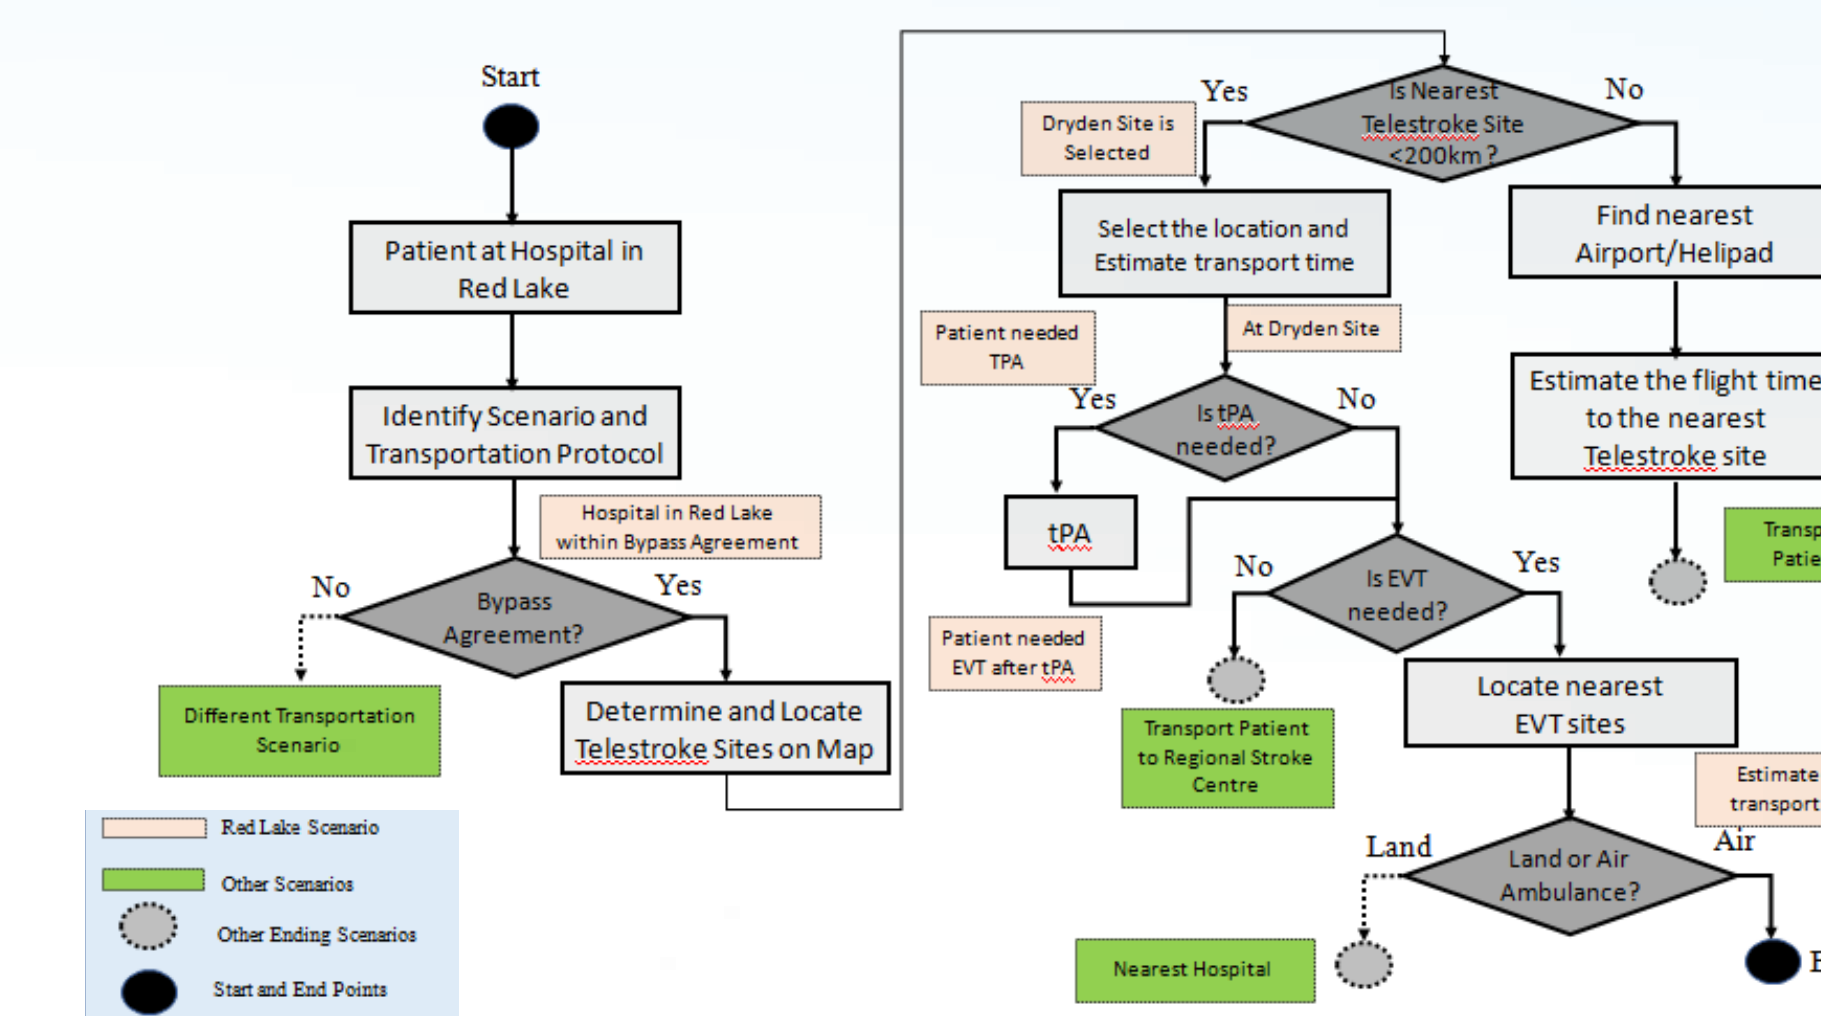 Start
Patient at Hospital in
Red Lake
Identify Scenario and
Transportation Protocol
Hospital in Red Lake
within Bypass Agreement
No
Yes
Bypass
Agreement?
Different Transportation
Scenario
Determine and Locate
Telestroke Sites on Map
Red Lake Scenario
Other Scenarios
Other Ending Scenarios
Start and End Points
Yes
No
Is Nearest
Telestroke Site
<200km?
Dryden Site is
Selected
Select the location and
Estimate transport time
Find nearest
Airport/Helipad
Patient needed
TPA
At Dryden Site
Yes
No
Is tPA
needed?
Estimate the flight time
to the nearest
Telestroke site
tPA
Transp
Patie
No
Yes
Is EVT
needed?
Patient needed
EVT after tPA
Transport Patient
to Regional Stroke
Centre
Locate nearest
EVT sites
Estimate
transport
Land
Air
Land or Air
Ambulance?
Nearest Hospital